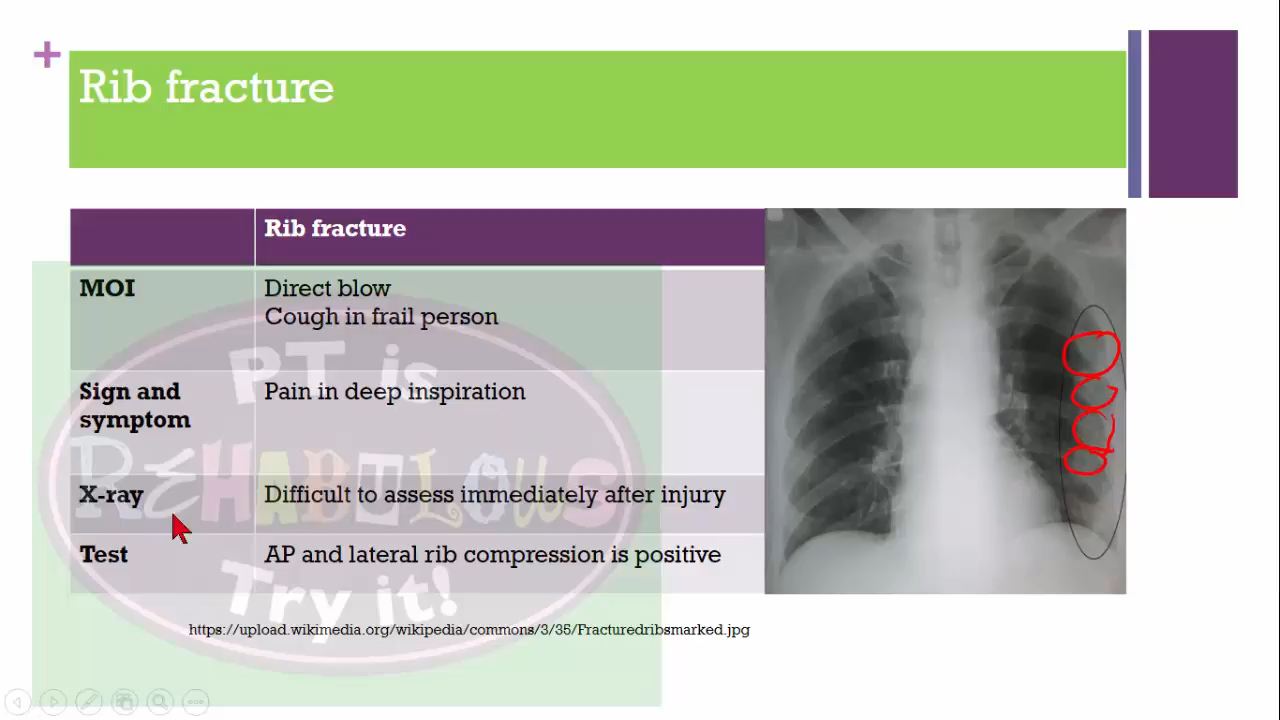 +
Rib fracture
Rib fracture
MOI
Direct blow
Cough in frail person
Sign and
symptom
Pain in deep inspiration
X-ray
Difficult to assess immediately after injury
Test
AP and lateral rib compression is positive
PT is
REHABULOUS
Try it!
https://upload.wikimedia.org/wikipedia/commons/3/35/Fracturedribsmarked.jpg